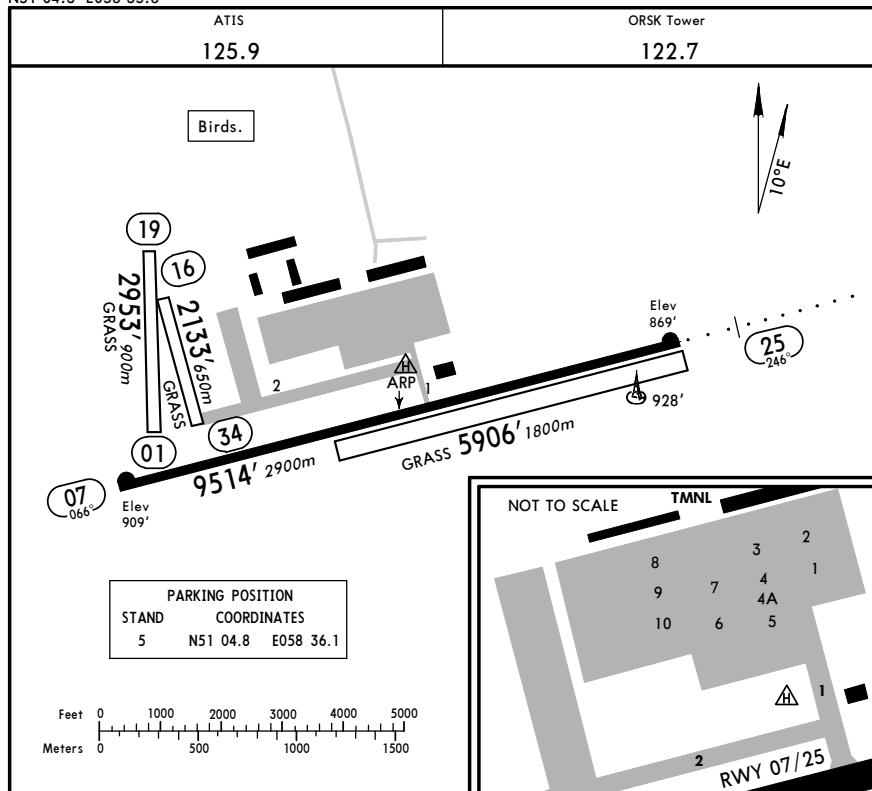 ATIS
125.9
ORSK Tower
122.7
Birds.
10°E
19
16
2953' 900m
GRASS
2133' 650m
GRASS
2
H
ARP
1
Elev
869'
25
246°
928'
01
34
9514' 2900m
GRASS 5906' 1800m
07
066°
Elev
909'
NOT TO SCALE
TMNL
8
3
2
9
7
4
1
4A
10
6
5
H
1
2
RWY 07/25
PARKING POSITION
STAND COORDINATES
5 N51 04.8 E058 36.1
Feet 0 1000 2000 3000 4000 5000
Meters 0 500 1000 1500